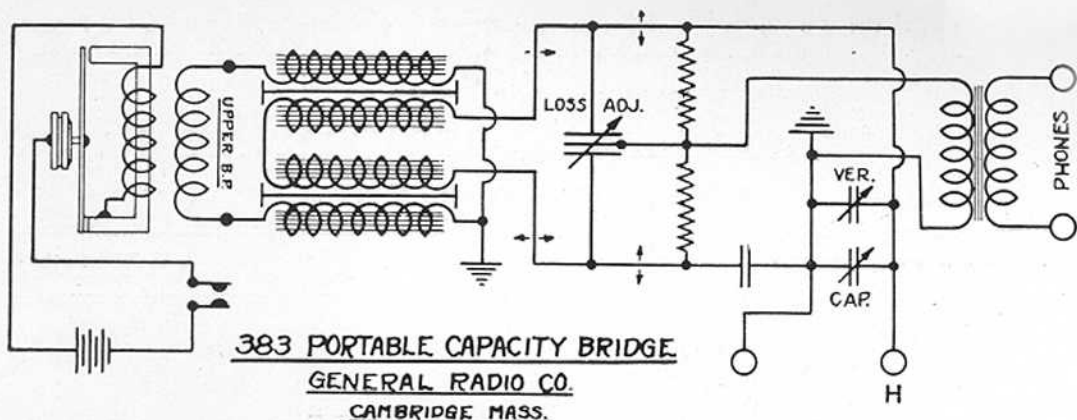 UPPER B.P
LOSS ADJ.
VER.
CAP.
PHONES
H
383 PORTABLE CAPACITY BRIDGE
GENERAL RADIO CO.
CAMBRIDGE MASS.